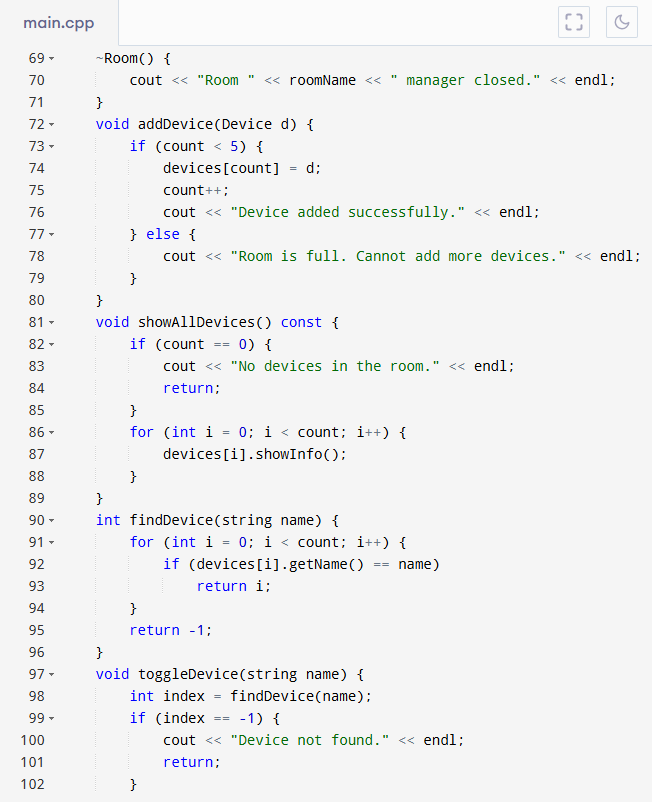 main.cpp
69 ~Room() {
70 cout << "Room " << roomName << " manager closed." << endl;
71 }
72 void addDevice(Device d) {
73 if (count < 5) {
74 devices[count] = d;
75 count++;
76 cout << "Device added successfully." << endl;
77 } else {
78 cout << "Room is full. Cannot add more devices." << endl;
79 }
80 }
81 void showAllDevices() const {
82 if (count == 0) {
83 cout << "No devices in the room." << endl;
84 return;
85 }
86 for (int i = 0; i < count; i++) {
87 devices[i].showInfo();
88 }
89 }
90 int findDevice(string name) {
91 for (int i = 0; i < count; i++) {
92 if (devices[i].getName() == name)
93 return i;
94 }
95 return -1;
96 }
97 void toggleDevice(string name) {
98 int index = findDevice(name);
99 if (index == -1) {
100 cout << "Device not found." << endl;
101 return;
102 }